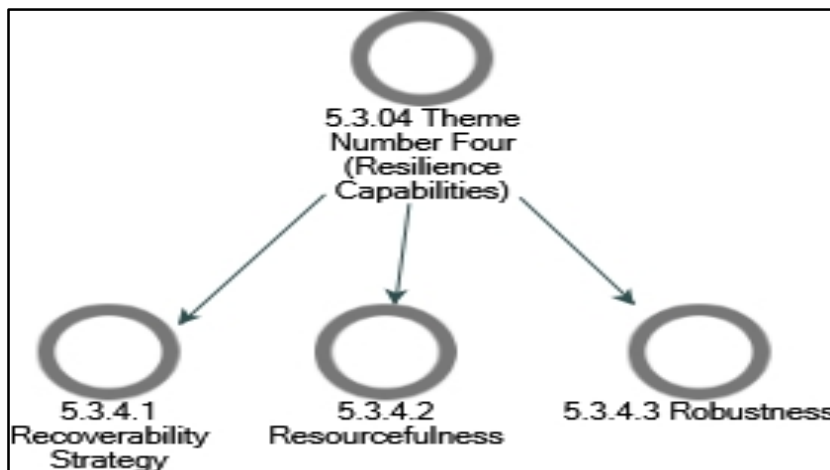 5.3.04 Theme
Number Four
(Resilience
Capabilities)
5.3.4.1
Recoverability
Strategy
5.3.4.2
Resourcefulness
5.3.4.3 Robustness